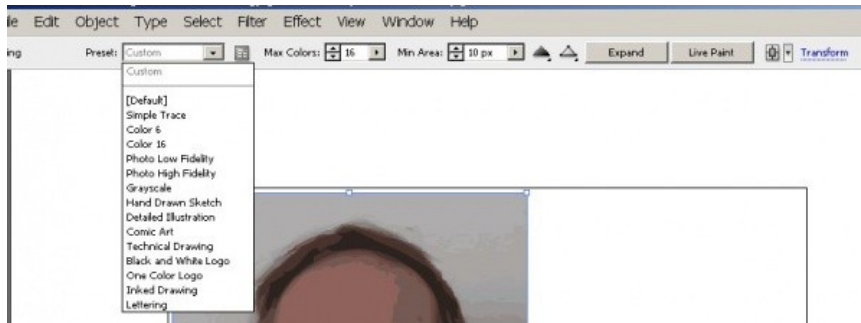 le Edit Object Type Select Filter Effect View Window Help
ing Preset: Custom Max Colors: 16 Min Area: 10 px Expand Live Paint Transform
Custom
[Default]
Simple Trace
Color 6
Color 16
Photo Low Fidelity
Photo High Fidelity
Grayscale
Hand Drawn Sketch
Detailed Illustration
Comic Art
Technical Drawing
Black and White Logo
One Color Logo
Inked Drawing
Lettering